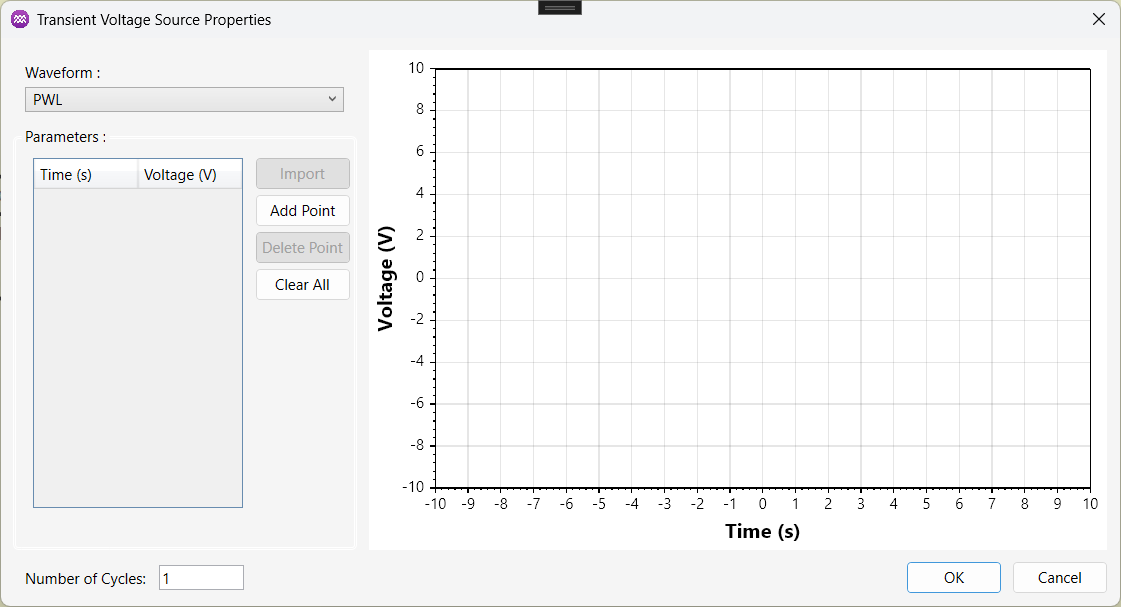 Transient Voltage Source Properties
Waveform :
PWL
Parameters :
Time (s) Voltage (V)
Import
Add Point
Delete Point
Clear All
Number of Cycles: 1
Voltage (V)
10
8
6
4
2
0
-2
-4
-6
-8
-10
-10 -9 -8 -7 -6 -5 -4 -3 -2 -1 0 1 2 3 4 5 6 7 8 9 10
Time (s)
OK Cancel